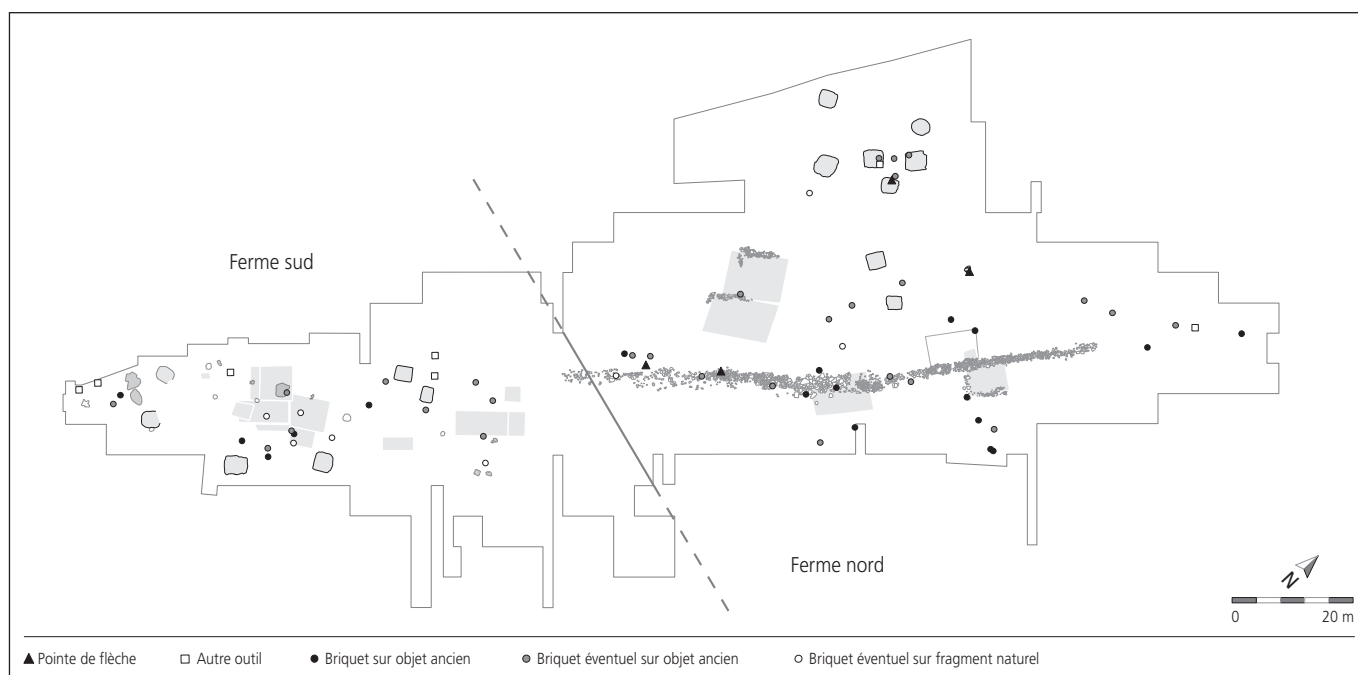 Ferme sud
Ferme nord
N
0 20 m
Pointe de flèche Autre outil Briquet sur objet ancien Briquet éventuel sur objet ancien Briquet éventuel sur fragment naturel